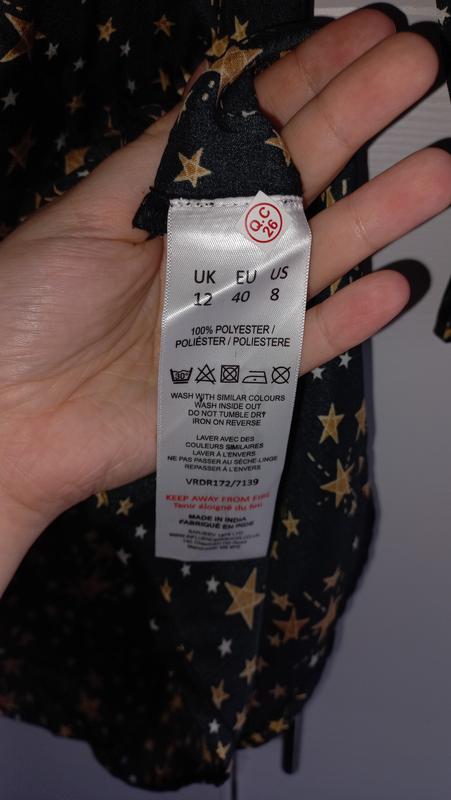 Q.C
26
UK EU US
12 40 8
100% POLYESTER /
POLIÉSTER / POLIESTERE
30°
WASH WITH SIMILAR COLOURS
WASH INSIDE OUT
DO NOT TUMBLE DRY
IRON ON REVERSE
LAVER AVEC DES
COULEURS SIMILAIRES
LAVER À L'ENVERS
NE PAS PASSER AU SÈCHE-LINGE
REPASSER À L'ENVERS
VRDR172/7139
KEEP AWAY FROM FIRE
Tenir éloigné du feu
MADE IN INDIA
FABRIQUÉ EN INDE